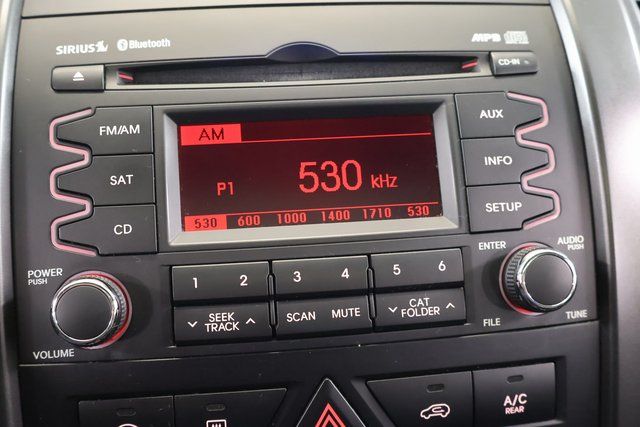 SIRIUS Bluetooth MP3
CD-IN
FM/AM AM AUX
SAT P1 530 kHz INFO
CD 530 600 1000 1400 1710 530 SETUP
POWER PUSH 1 2 3 4 5 6 ENTER AUDIO PUSH
SEEK TRACK SCAN MUTE CAT FOLDER
VOLUME FILE TUNE
A/C
REAR